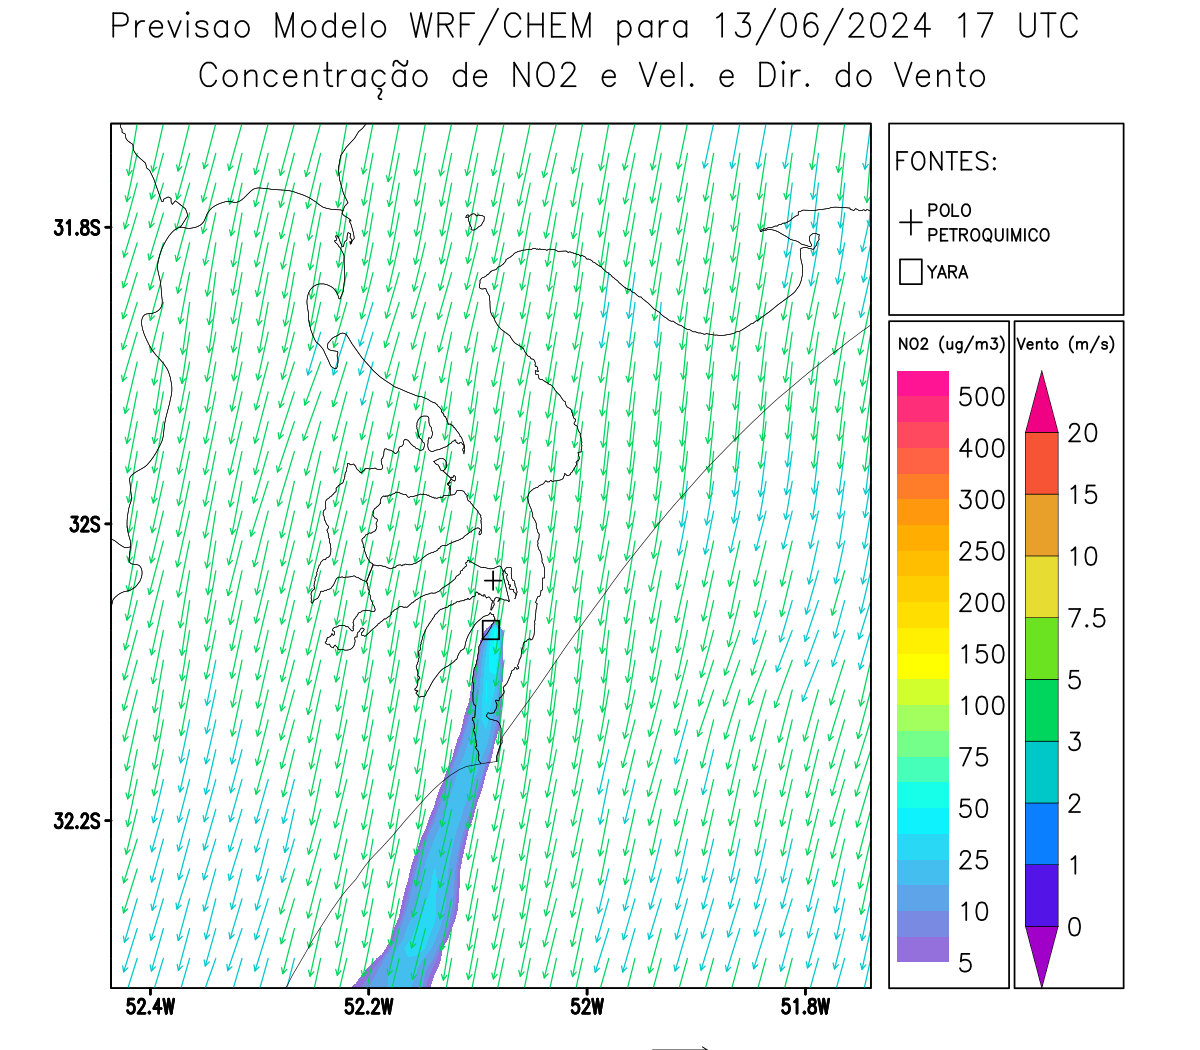 Previsao Modelo WRF/CHEM para 13/06/2024 17 UTC
Concentração de NO2 e Vel. e Dir. do Vento
FONTES:
POLO
PETROQUIMICO
YARA
NO2 (ug/m3)
500
400
300
250
200
150
100
75
50
25
10
5
Vento (m/s)
20
15
10
7.5
5
3
2
1
0
31.8S
32S
32.2S
52.4W
52.2W
52W
51.8W